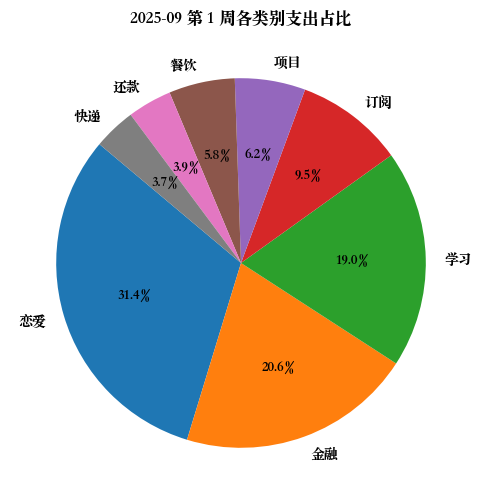 2025-09 第 1 周各类别支出占比
餐饮
项目
还款
订阅
快递
5.8%
6.2%
3.9%
9.5%
3.7%
19.0%
学习
31.4%
恋爱
20.6%
金融